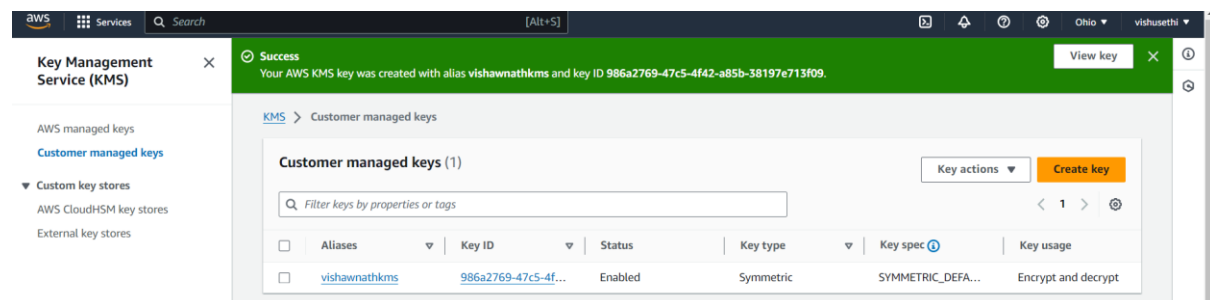 aws Services Search [Alt+S] Ohio ▼ vishusethi ▼
Key Management
Service (KMS)
AWS managed keys
Customer managed keys
▼ Custom key stores
AWS CloudHSM key stores
External key stores
Success
Your AWS KMS key was created with alias vishawnathkms and key ID 986a2769-47c5-4f42-a85b-38197e713f09.
View key
KMS > Customer managed keys
Customer managed keys (1)
Key actions ▼
Create key
Filter keys by properties or tags
< 1 >
Aliases Key ID Status Key type Key spec Key usage
vishawnathkms 986a2769-47c5-4f... Enabled Symmetric SYMMETRIC_DEFA... Encrypt and decrypt